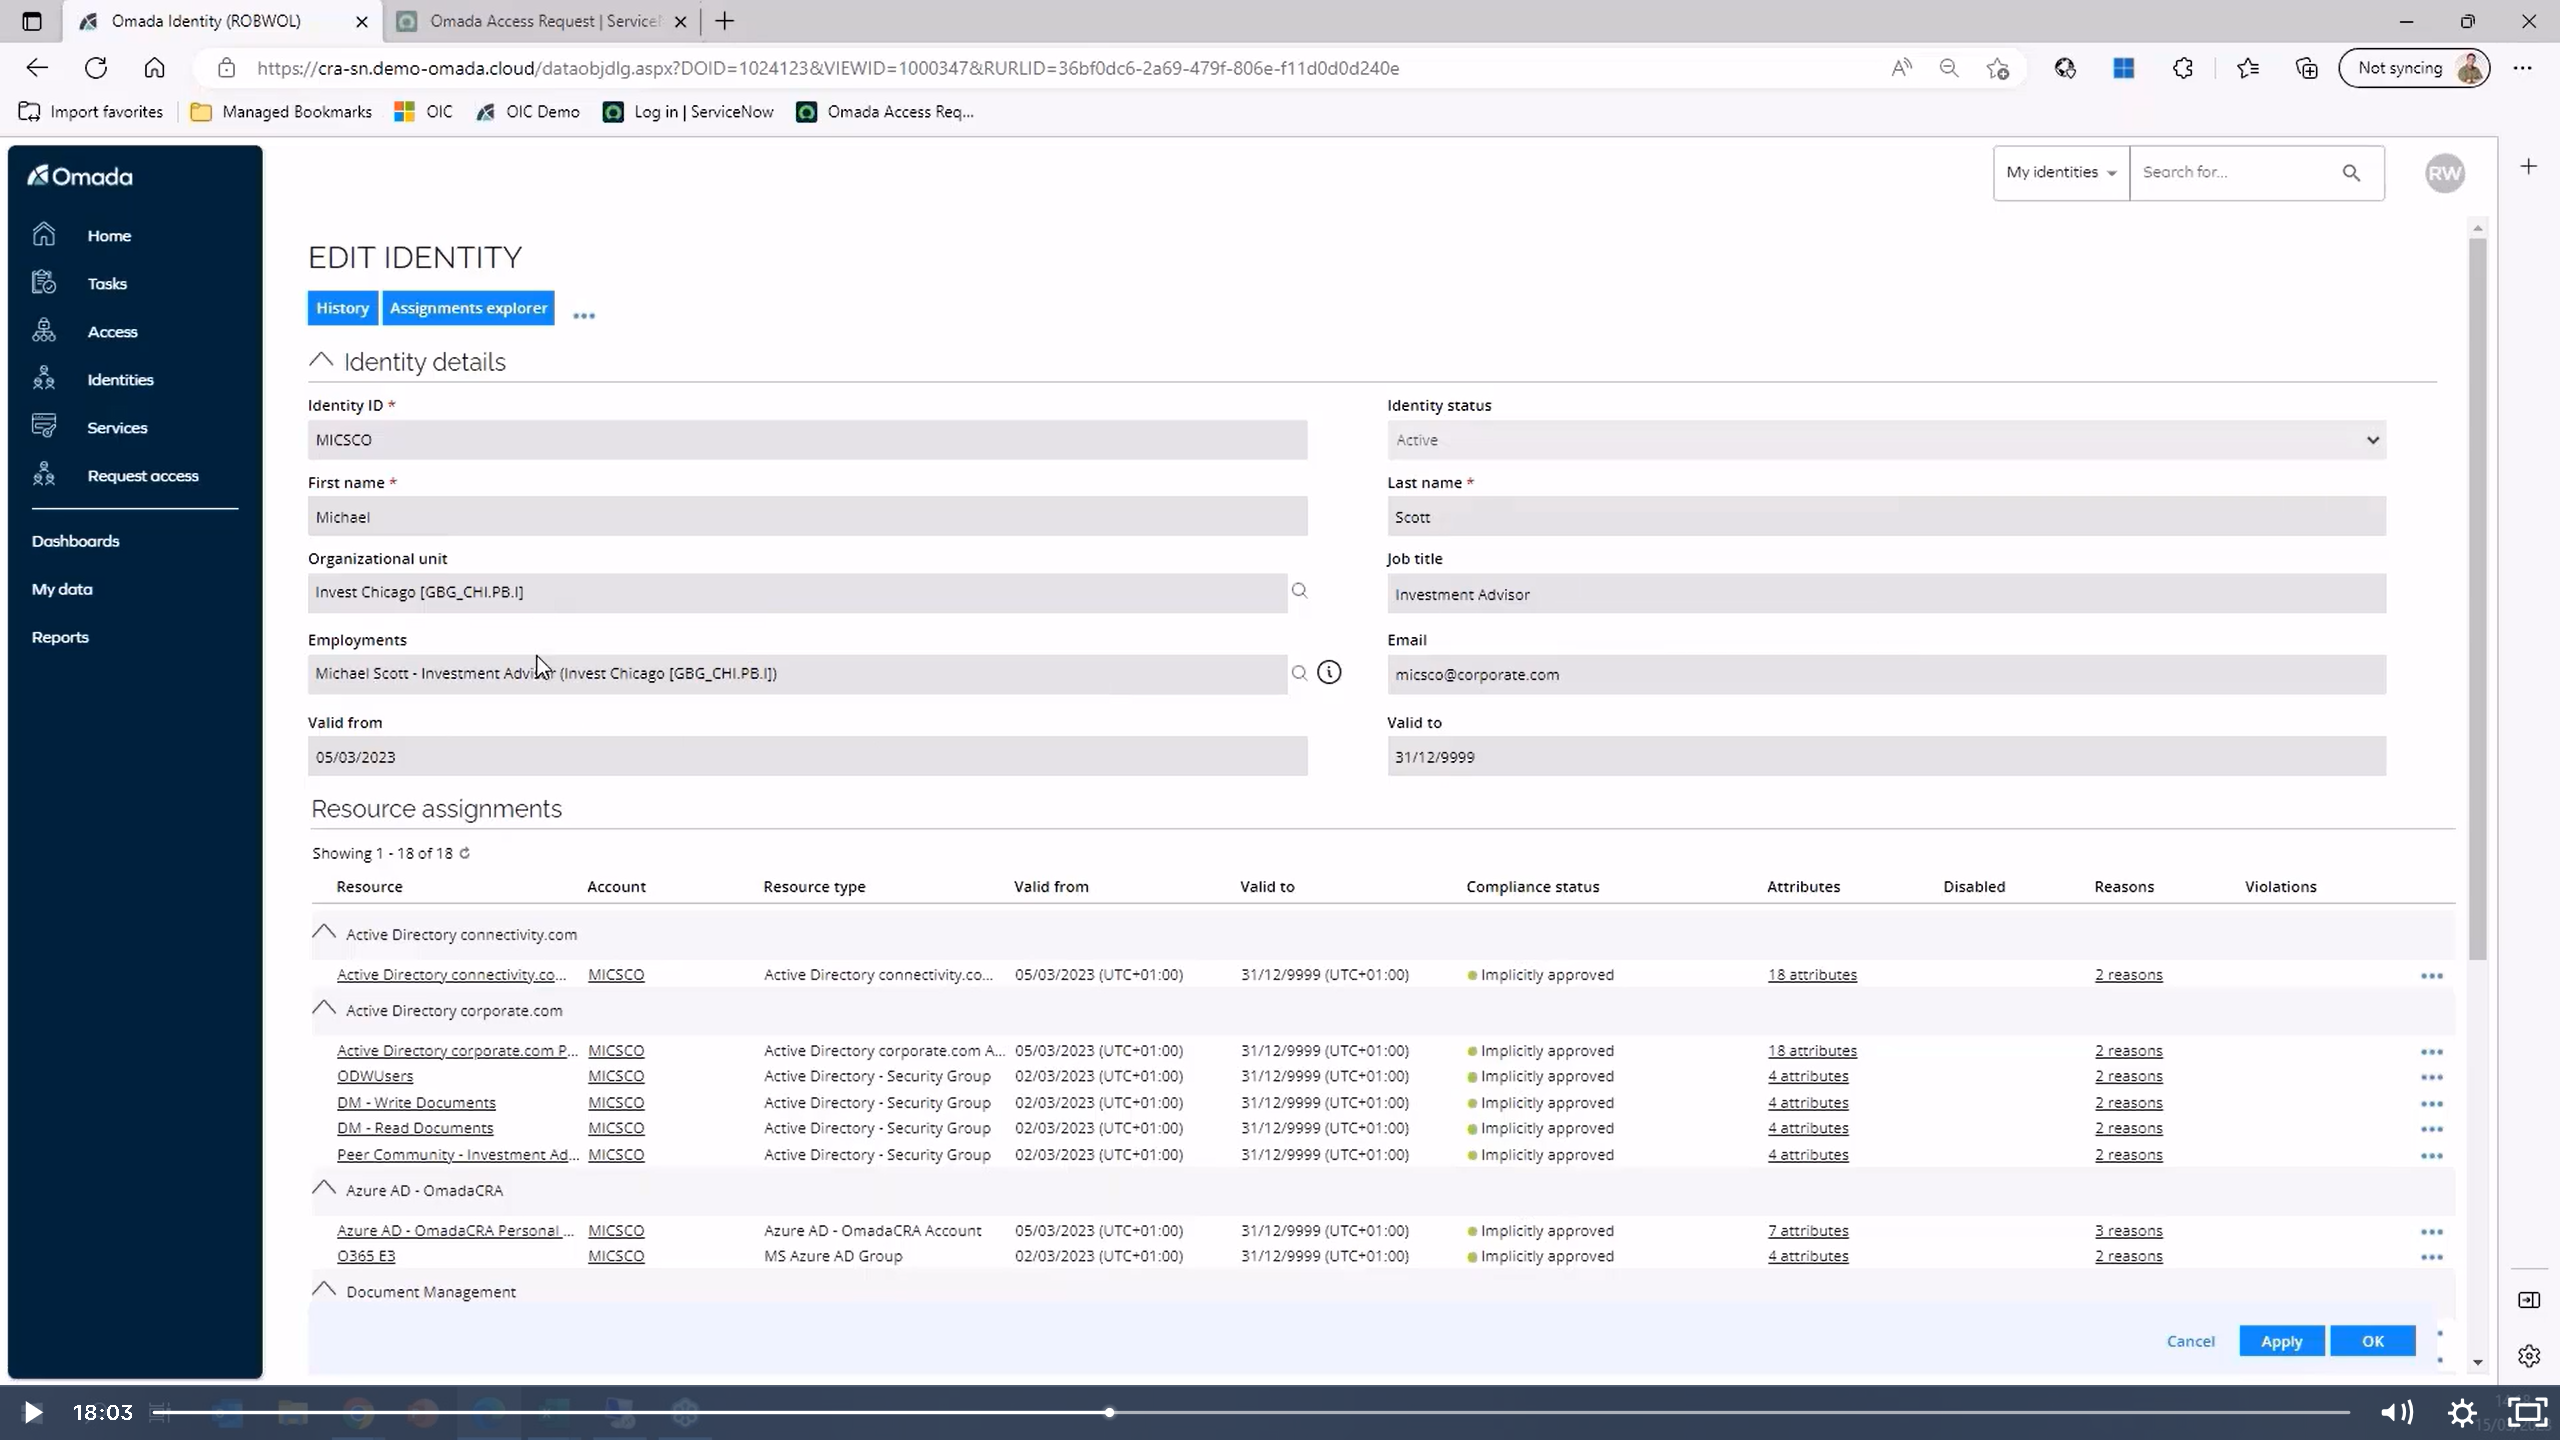 Omada Identity (ROBWOL)
Omada Access Request | Service
https://cra-sn.demo-omada.cloud/dataobjdlg.aspx?DOID=1024123&VIEWID=1000347&RURLID=36bf0dc6-2a69-479f-806e-f11d0d0d240e
Not syncing
Import favorites
Managed Bookmarks
OIC
OIC Demo
Log in | ServiceNow
Omada Access Req...
Omada
My identities
Search for...
RW
Home
Tasks
Access
Identities
Services
Request access
Dashboards
My data
Reports
EDIT IDENTITY
History
Assignments explorer
Identity details
Identity ID *
MICSCO
Identity status
Active
First name *
Michael
Last name *
Scott
Organizational unit
Invest Chicago [GBG_CHI.PB.I]
Job title
Investment Advisor
Employments
Michael Scott - Investment Advisor (Invest Chicago [GBG_CHI.PB.I])
Email
micsco@corporate.com
Valid from
05/03/2023
Valid to
31/12/9999
Resource assignments
Showing 1 - 18 of 18
Resource Account Resource type Valid from Valid to Compliance status Attributes Disabled Reasons Violations
Active Directory connectivity.com
Active Directory connectivity.co... MICSCO Active Directory connectivity.co... 05/03/2023 (UTC+01:00) 31/12/9999 (UTC+01:00) Implicitly approved 18 attributes 2 reasons
Active Directory corporate.com
Active Directory corporate.com P... MICSCO Active Directory corporate.com A... 05/03/2023 (UTC+01:00) 31/12/9999 (UTC+01:00) Implicitly approved 18 attributes 2 reasons
ODWUsers MICSCO Active Directory - Security Group 02/03/2023 (UTC+01:00) 31/12/9999 (UTC+01:00) Implicitly approved 4 attributes 2 reasons
DM - Write Documents MICSCO Active Directory - Security Group 02/03/2023 (UTC+01:00) 31/12/9999 (UTC+01:00) Implicitly approved 4 attributes 2 reasons
DM - Read Documents MICSCO Active Directory - Security Group 02/03/2023 (UTC+01:00) 31/12/9999 (UTC+01:00) Implicitly approved 4 attributes 2 reasons
Peer Community - Investment Ad... MICSCO Active Directory - Security Group 02/03/2023 (UTC+01:00) 31/12/9999 (UTC+01:00) Implicitly approved 4 attributes 2 reasons
Azure AD - OmadaCRA
Azure AD - OmadaCRA Personal ... MICSCO Azure AD - OmadaCRA Account 05/03/2023 (UTC+01:00) 31/12/9999 (UTC+01:00) Implicitly approved 7 attributes 3 reasons
O365 E3 MICSCO MS Azure AD Group 02/03/2023 (UTC+01:00) 31/12/9999 (UTC+01:00) Implicitly approved 4 attributes 2 reasons
Document Management
Cancel
Apply
OK
18:03